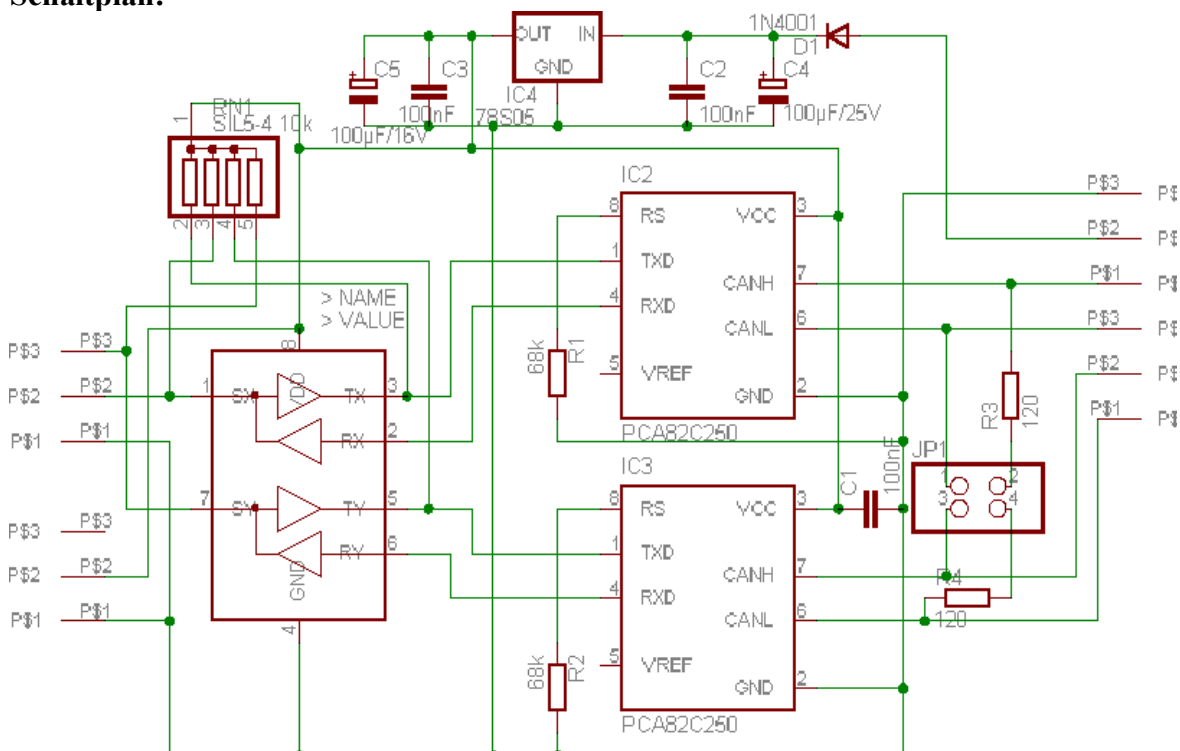 Schaltplan:
1N4001
D1
OUT
IN
GND
IC4
78S05
C5
100µF/16V
C3
100nF
C2
100nF
C4
100µF/25V
RN1
SIL5-4 10k
1
2
3
4
5
> NAME
> VALUE
P$3
P$3
P$2
P$2
P$1
P$1
P$3
P$3
P$2
P$2
P$1
P$1
8
VDD
1
SX
TX
3
RX
2
7
SY
TY
5
RY
6
GND
4
IC2
8
RS
VCC
3
1
TXD
CANH
7
4
RXD
CANL
6
5
VREF
GND
2
PCA82C250
68k
R1
IC3
8
RS
VCC
3
1
TXD
CANH
7
4
RXD
CANL
6
5
VREF
GND
2
PCA82C250
68k
R2
C1
100nF
R3
120
JP1
1
2
3
4
R4
120
P$3
P$
P$2
P$
P$1
P$
P$3
P$
P$2
P$
P$1
P$